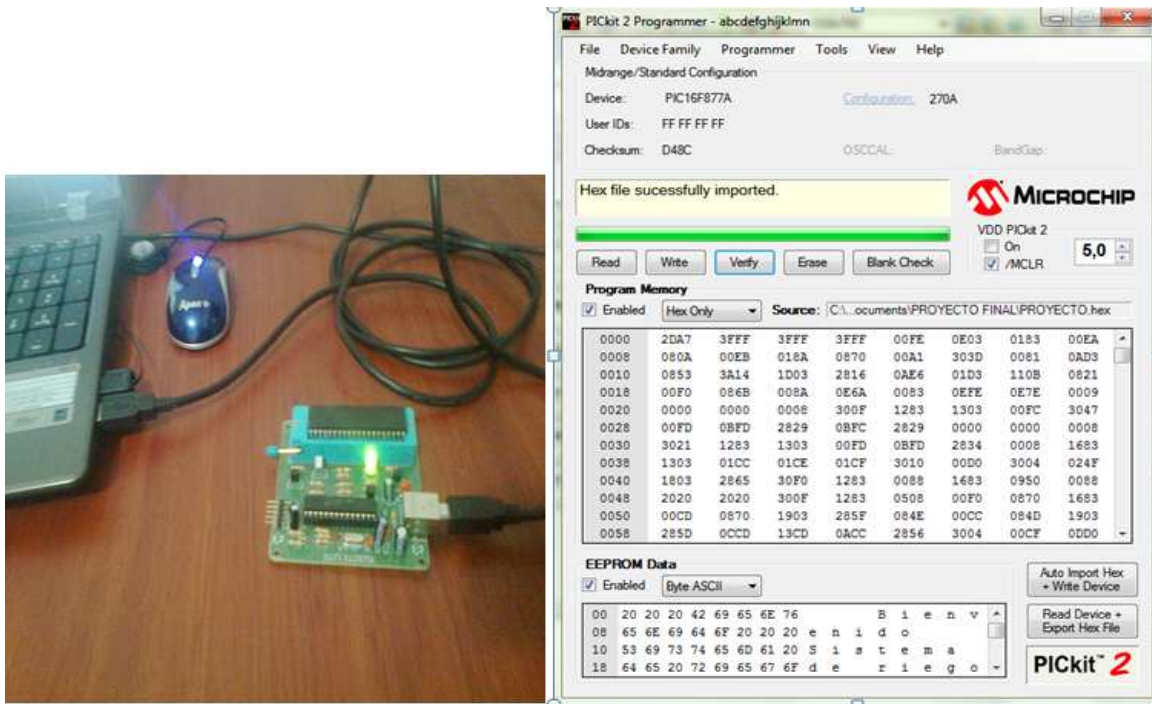 PICkit 2 Programmer - abcdefghijklmn
File Device Family Programmer Tools View Help
Midrange/Standard Configuration
Device: PIC16F877A Configuration: 270A
User IDs: FF FF FF FF
Checksum: D48C OSCCAL: BandGap:
Hex file sucessfully imported.
MICROCHIP
VDD PICkit 2
On
/MCLR
5,0
Read Write Verify Erase Blank Check
Program Memory
Enabled Hex Only Source: C:\...ocuments\PROYECTO FINAL\PROYECTO.hex
0000 2DA7 3FFF 3FFF 3FFF 00FE 0E03 0183 00EA
0008 080A 00EB 018A 0870 00A1 303D 0081 0AD3
0010 0853 3A14 1D03 2816 0AE6 01D3 110B 0821
0018 00F0 086B 008A 0E6A 0083 0EFE 0E7E 0009
0020 0000 0000 0008 300F 1283 1303 00FC 3047
0028 00FD 0BFD 2829 0BFC 2829 0000 0000 0008
0030 3021 1283 1303 00FD 0BFD 2834 0008 1683
0038 1303 01CC 01CE 01CF 3010 00D0 3004 024F
0040 1803 2865 30F0 1283 0088 1683 0950 0088
0048 2020 2020 300F 1283 0508 00F0 0870 1683
0050 00CD 0870 1903 285F 084E 00CC 084D 1903
0058 285D 0CCD 13CD 0ACC 2856 3004 00CF 0DD0
EEPROM Data
Enabled Byte ASCII
00 20 20 20 42 69 65 6E 76 B i e n v
08 65 6E 69 64 6F 20 20 20 e n i d o
10 53 69 73 74 65 6D 61 20 S i s t e m a
18 64 65 20 72 69 65 67 6F d e r i e g o
Auto Import Hex
+ Write Device
Read Device +
Export Hex File
PICkit™ 2
Apacer